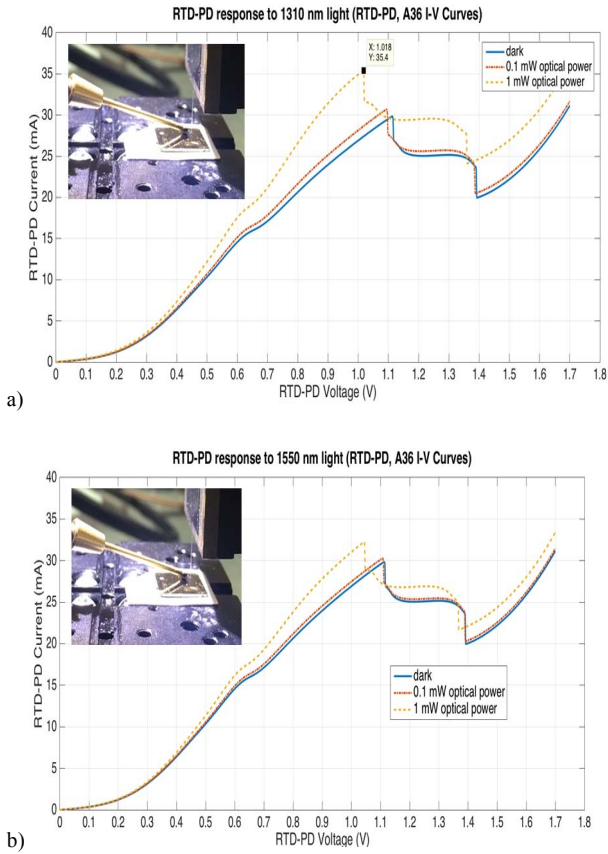 RTD-PD response to 1310 nm light (RTD-PD, A36 I-V Curves)
40
35
30
25
20
15
10
5
0
RTD-PD Current (mA)
X: 1.018
Y: 35.4
dark
0.1 mW optical power
1 mW optical power
0 0.1 0.2 0.3 0.4 0.5 0.6 0.7 0.8 0.9 1.0 1.1 1.2 1.3 1.4 1.5 1.6 1.7 1.8
RTD-PD Voltage (V)
a)
RTD-PD response to 1550 nm light (RTD-PD, A36 I-V Curves)
40
35
30
25
20
15
10
5
0
RTD-PD Current (mA)
dark
0.1 mW optical power
1 mW optical power
0 0.1 0.2 0.3 0.4 0.5 0.6 0.7 0.8 0.9 1.0 1.1 1.2 1.3 1.4 1.5 1.6 1.7 1.8
RTD-PD Voltage (V)
b)